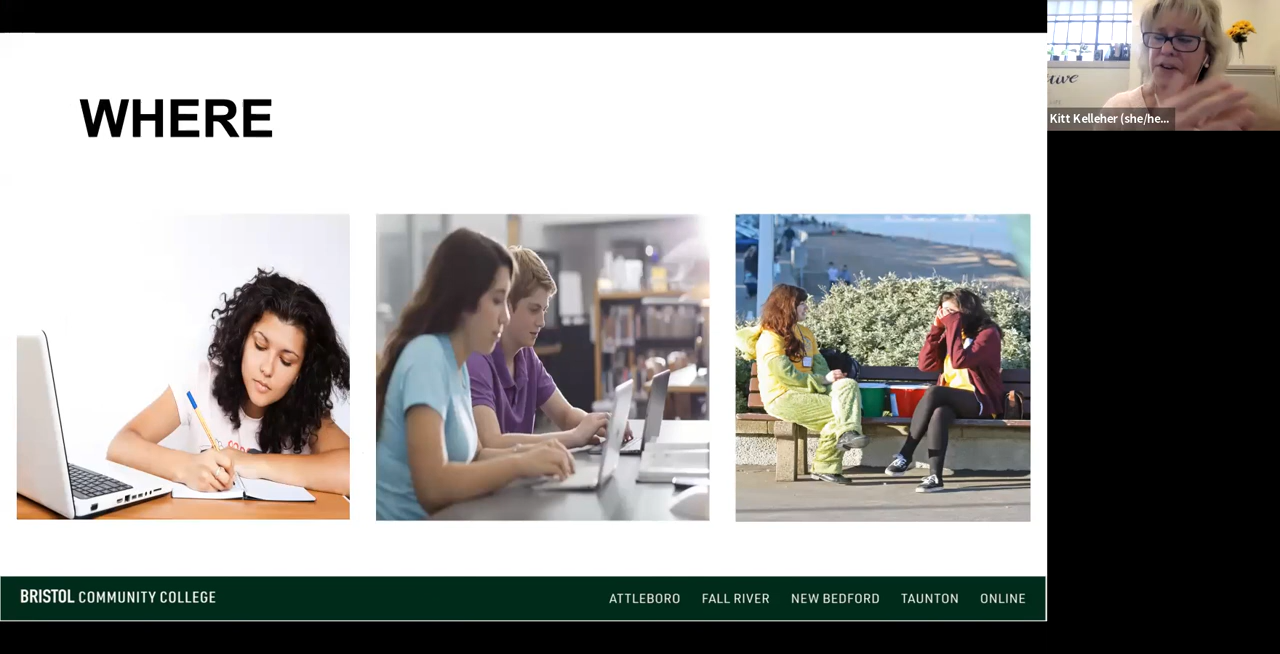 WHERE
Kitt Kelleher (she/he...
BRISTOL COMMUNITY COLLEGE
ATTLEBORO FALL RIVER NEW BEDFORD TAUNTON ONLINE